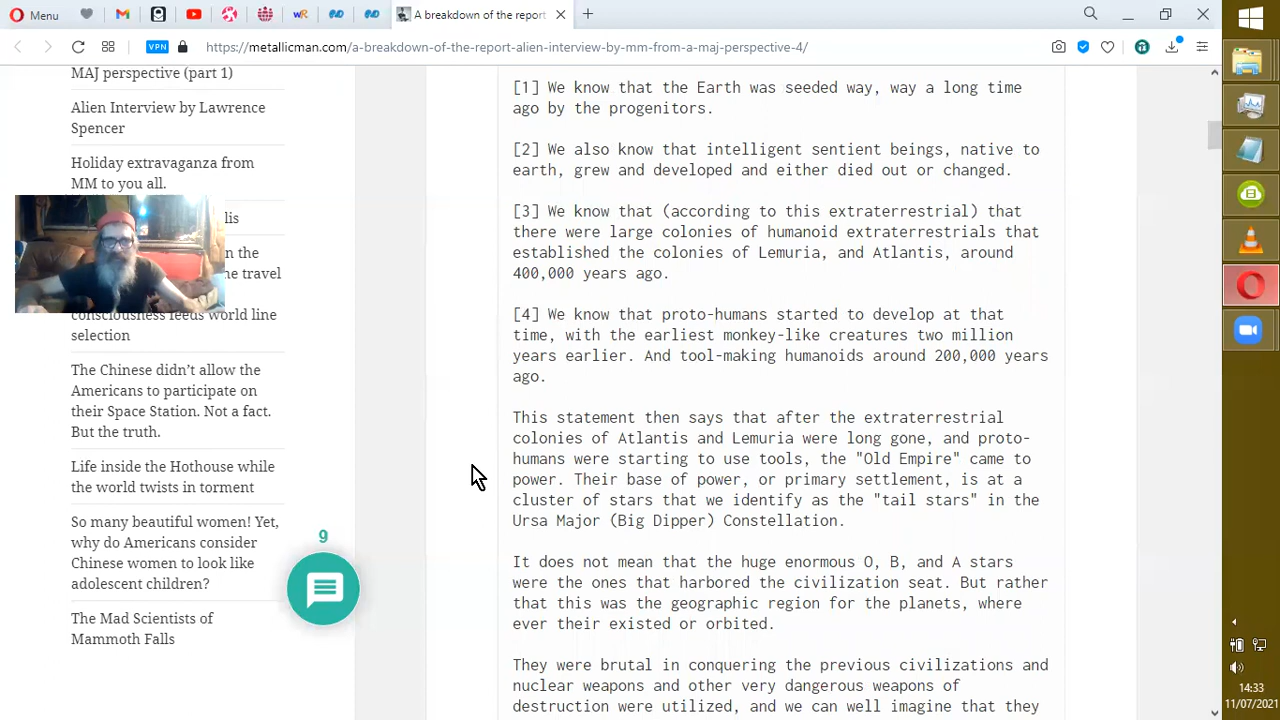 Menu
A breakdown of the report
VPN
https://metallicman.com/a-breakdown-of-the-report-alien-interview-by-mm-from-a-maj-perspective-4/
MAJ perspective (part 1)
Alien Interview by Lawrence
Spencer
Holiday extravaganza from
MM to you all.
lis
n the
ne travel
consciousness feeds world line
selection
The Chinese didn’t allow the
Americans to participate on
their Space Station. Not a fact.
But the truth.
Life inside the Hothouse while
the world twists in torment
So many beautiful women! Yet,
why do Americans consider
Chinese women to look like
adolescent children?
The Mad Scientists of
Mammoth Falls
9
[1] We know that the Earth was seeded way, way a long time
ago by the progenitors.
[2] We also know that intelligent sentient beings, native to
earth, grew and developed and either died out or changed.
[3] We know that (according to this extraterrestrial) that
there were large colonies of humanoid extraterrestrials that
established the colonies of Lemuria, and Atlantis, around
400,000 years ago.
[4] We know that proto-humans started to develop at that
time, with the earliest monkey-like creatures two million
years earlier. And tool-making humanoids around 200,000 years
ago.
This statement then says that after the extraterrestrial
colonies of Atlantis and Lemuria were long gone, and proto-
humans were starting to use tools, the "Old Empire" came to
power. Their base of power, or primary settlement, is at a
cluster of stars that we identify as the "tail stars" in the
Ursa Major (Big Dipper) Constellation.
It does not mean that the huge enormous O, B, and A stars
were the ones that harbored the civilization seat. But rather
that this was the geographic region for the planets, where
ever their existed or orbited.
They were brutal in conquering the previous civilizations and
nuclear weapons and other very dangerous weapons of
destruction were utilized, and we can well imagine that they
14:33
11/07/2021